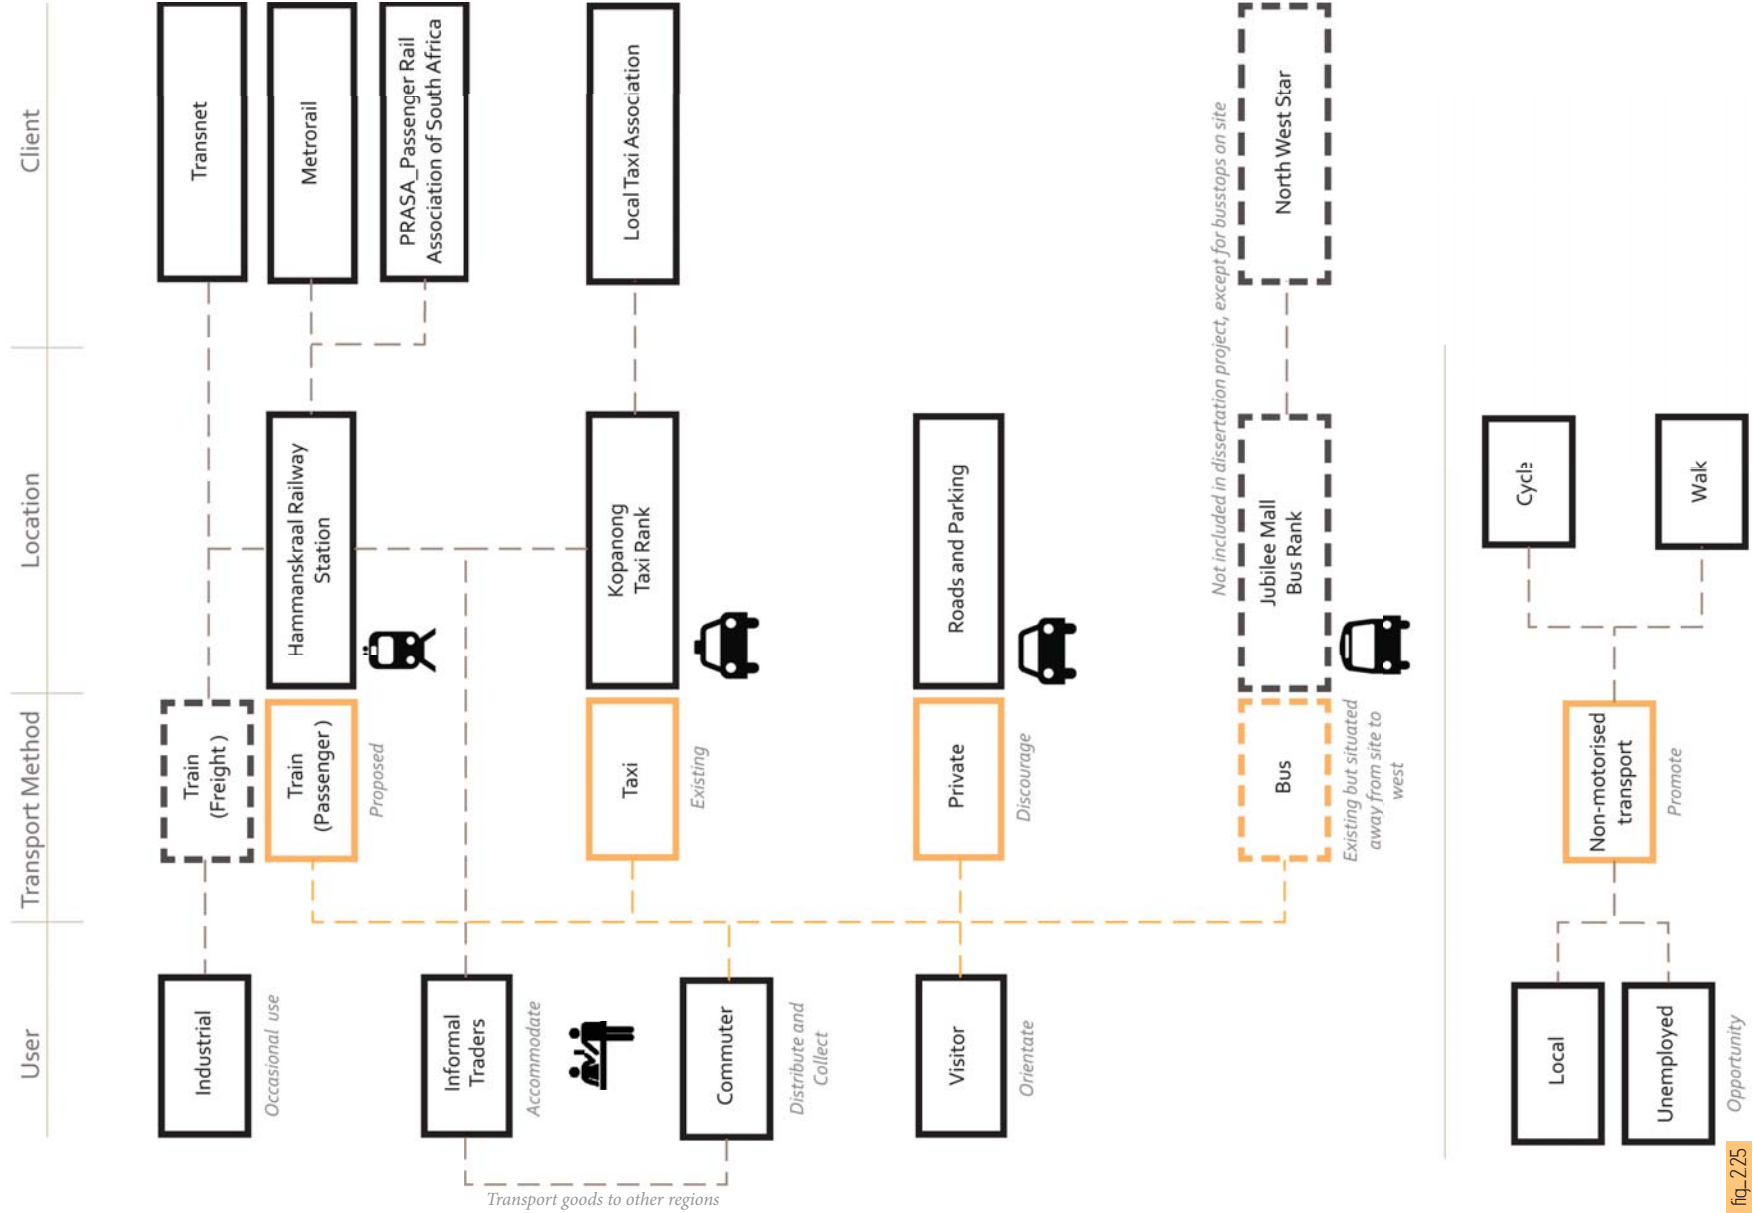 User
Transport Method
Location
Client
Industrial
Occasional use
Train
(Freight )
Transnet
Train
(Passenger )
Proposed
Hammanskraal Railway
Station
Metrorail
PRASA_Passenger Rail
Association of South Africa
Informal
Traders
Accommodate
Commuter
Distribute and
Collect
Transport goods to other regions
Taxi
Existing
Kopanong
Taxi Rank
Local Taxi Association
Visitor
Orientate
Private
Discourage
Roads and Parking
Not included in dissertation project, except for busstops on site
Bus
Existing but situated
away from site to
west
Jubilee Mall
Bus Rank
North West Star
Local
Unemployed
Opportunity
Non-motorised
transport
Promote
Cycle
Walk
fig_2.25